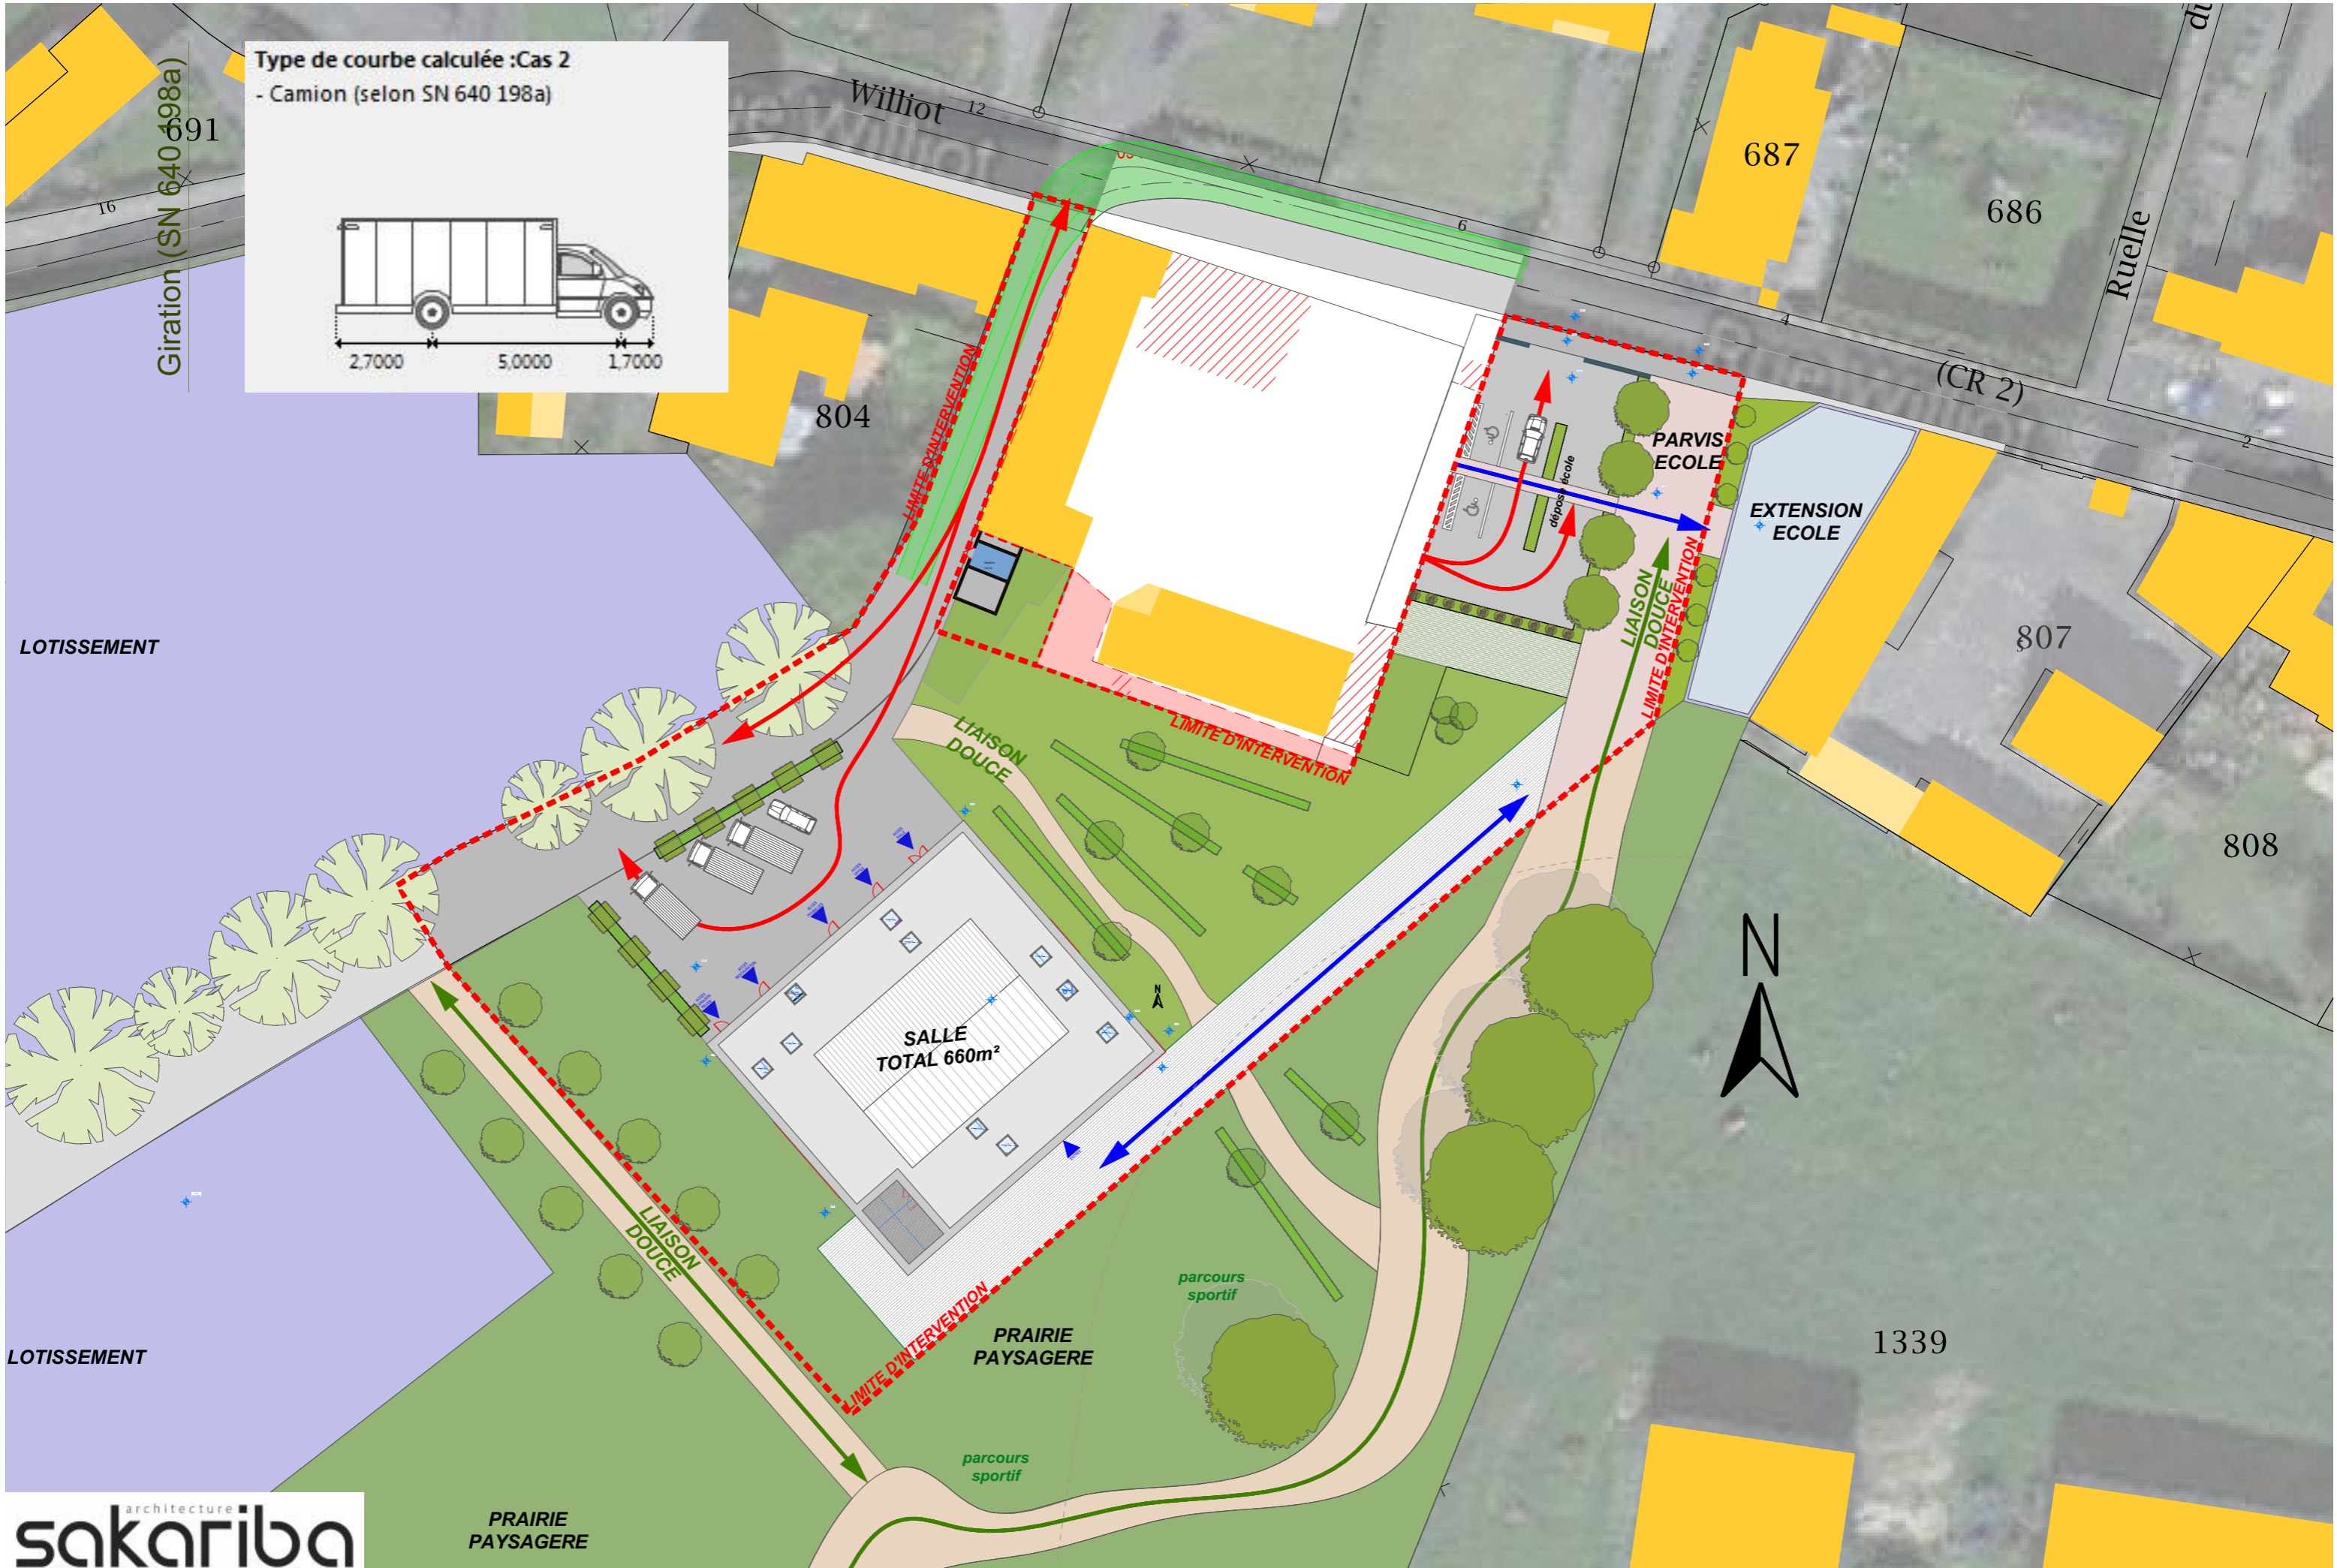 Type de courbe calculée :Cas 2
- Camion (selon SN 640 198a)
2,7000
5,0000
1,7000
Giration (SN 640 198a)
691
16
Williot
12
6
4
2
(CR 2)
687
686
Ruelle
du
804
LIMITE D'INTERVENTION
PARVIS
ECOLE
dépose école
EXTENSION
ECOLE
LIAISON
DOUCE
LIMITE D'INTERVENTION
807
808
LOTISSEMENT
LIAISON
DOUCE
LIMITE D'INTERVENTION
N
N
SALLE
TOTAL 660m²
LIAISON
DOUCE
LIMITE D'INTERVENTION
parcours
sportif
PRAIRIE
PAYSAGERE
1339
LOTISSEMENT
parcours
sportif
PRAIRIE
PAYSAGERE
architecture
sakariba